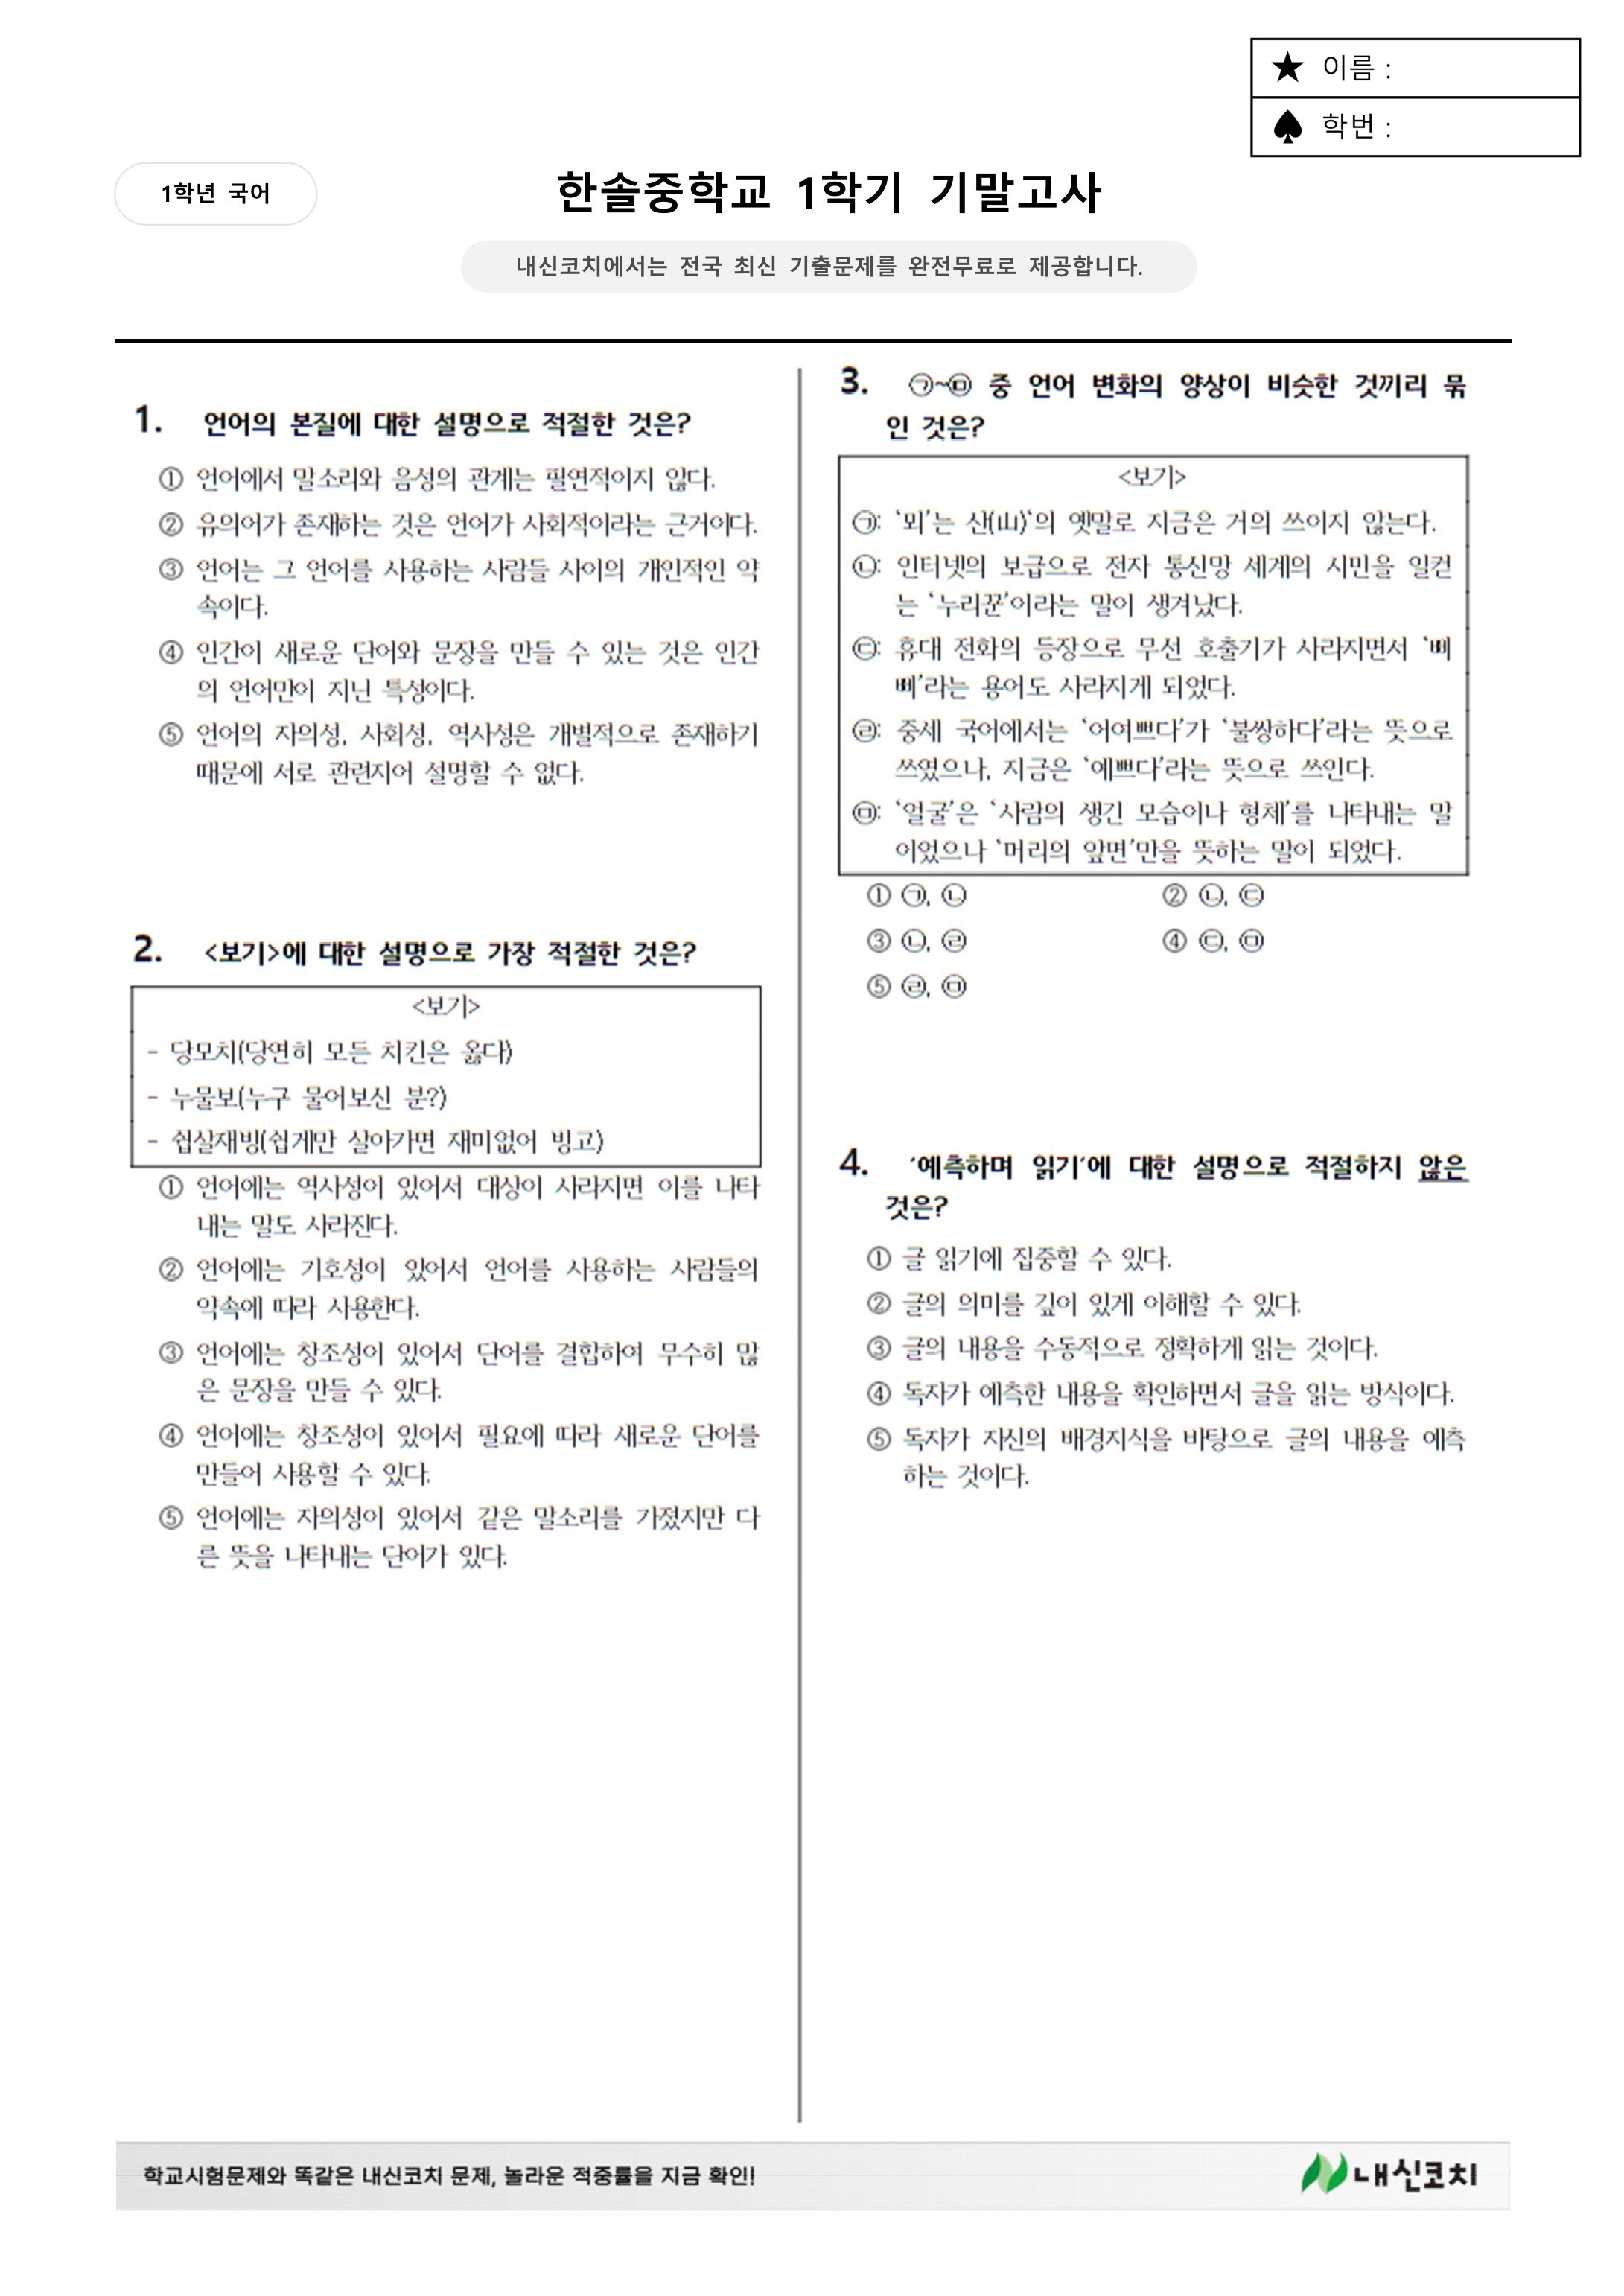 ★ 이름 :
♠ 학번 :
1학년 국어
한솔중학교 1학기 기말고사
내신코치에서는 전국 최신 기출문제를 완전무료로 제공합니다.
1. 언어의 본질에 대한 설명으로 적절한 것은?
① 언어에서 말소리와 음성의 관계는 필연적이지 않다.
② 유의어가 존재하는 것은 언어가 사회적이라는 근거이다.
③ 언어는 그 언어를 사용하는 사람들 사이의 개인적인 약
속이다.
④ 인간이 새로운 단어와 문장을 만들 수 있는 것은 인간
의 언어만이 지닌 특성이다.
⑤ 언어의 자의성, 사회성, 역사성은 개별적으로 존재하기
때문에 서로 관련지어 설명할 수 없다.
2. <보기>에 대한 설명으로 가장 적절한 것은?
<보기>
- 당모치(당연히 모든 치킨은 옳다)
- 누물보(누구 물어보신 분?)
- 쉽살재빙(쉽게만 살아가면 재미없어 빙고)
① 언어에는 역사성이 있어서 대상이 사라지면 이를 나타
내는 말도 사라진다.
② 언어에는 기호성이 있어서 언어를 사용하는 사람들의
약속에 따라 사용한다.
③ 언어에는 창조성이 있어서 단어를 결합하여 무수히 많
은 문장을 만들 수 있다.
④ 언어에는 창조성이 있어서 필요에 따라 새로운 단어를
만들어 사용할 수 있다.
⑤ 언어에는 자의성이 있어서 같은 말소리를 가졌지만 다
른 뜻을 나타내는 단어가 있다.
3. ㉠~㉤ 중 언어 변화의 양상이 비슷한 것끼리 묶
인 것은?
<보기>
㉠: ‘뫼’는 산(山)‘의 옛말로 지금은 거의 쓰이지 않는다.
㉡: 인터넷의 보급으로 전자 통신망 세계의 시민을 일컫
는 ‘누리꾼’이라는 말이 생겨났다.
㉢: 휴대 전화의 등장으로 무선 호출기가 사라지면서 ‘삐
삐’라는 용어도 사라지게 되었다.
㉣: 중세 국어에서는 ‘어여쁘다’가 ‘불쌍하다’라는 뜻으로
쓰였으나, 지금은 ‘예쁘다’라는 뜻으로 쓰인다.
㉤: ‘얼굴’은 ‘사람의 생긴 모습이나 형체’를 나타내는 말
이었으나 ‘머리의 앞면’만을 뜻하는 말이 되었다.
① ㉠, ㉡ ② ㉡, ㉢
③ ㉡, ㉣ ④ ㉢, ㉤
⑤ ㉣, ㉤
4. ‘예측하며 읽기’에 대한 설명으로 적절하지 않은
것은?
① 글 읽기에 집중할 수 있다.
② 글의 의미를 깊이 있게 이해할 수 있다.
③ 글의 내용을 수동적으로 정확하게 읽는 것이다.
④ 독자가 예측한 내용을 확인하면서 글을 읽는 방식이다.
⑤ 독자가 자신의 배경지식을 바탕으로 글의 내용을 예측
하는 것이다.
학교시험문제와 똑같은 내신코치 문제, 놀라운 적중률을 지금 확인!
내신코치